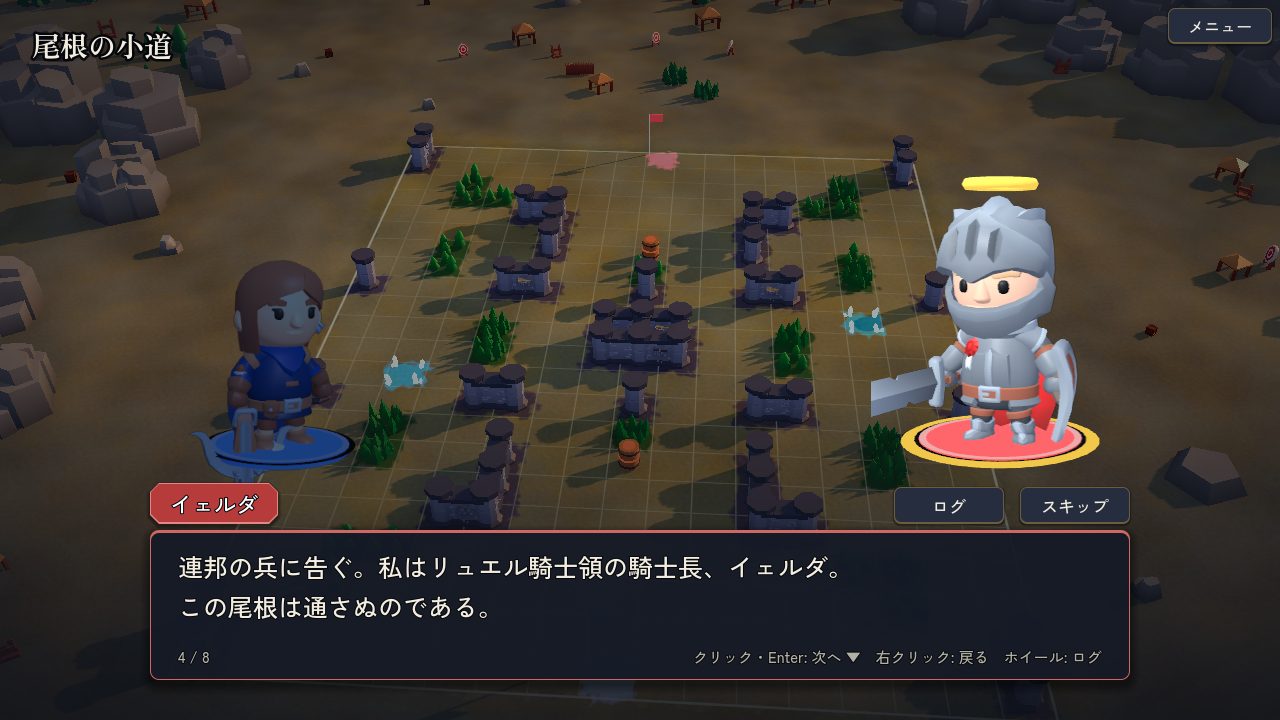 尾根の小道
メニュー
イェルダ
ログ
スキップ
連邦の兵に告ぐ。私はリュエル騎士領の騎士長、イェルダ。
この尾根は通さぬのである。
4 / 8
クリック・Enter: 次へ ▼ 右クリック: 戻る ホイール: ログ